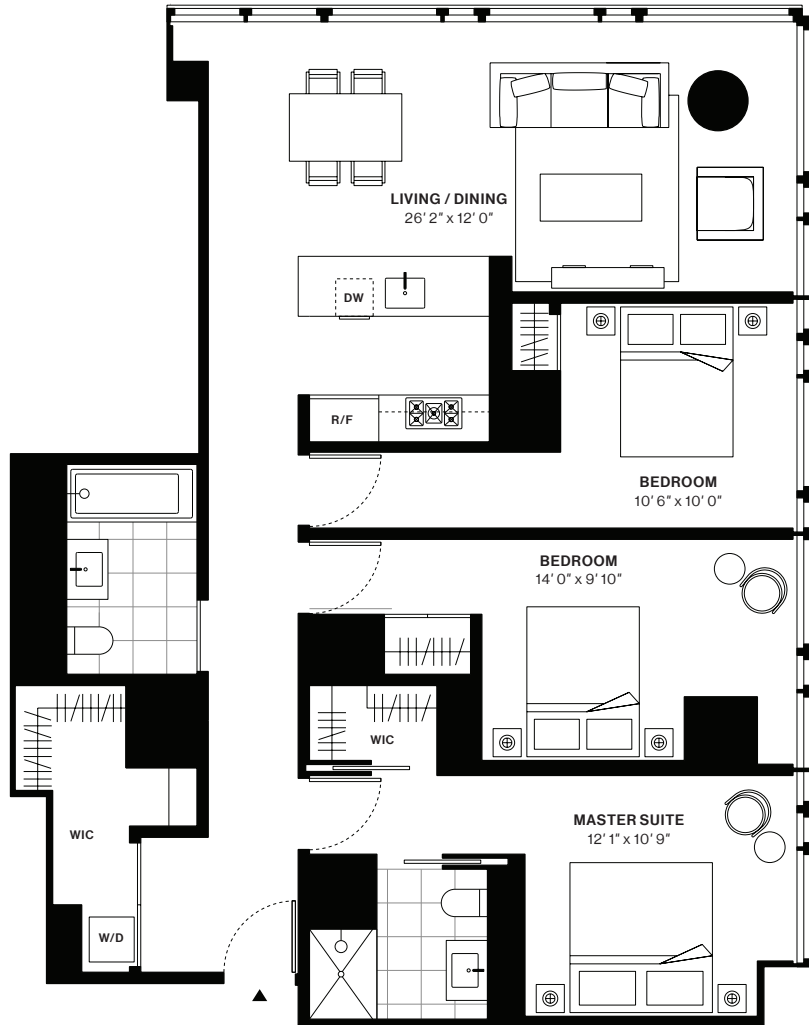 LIVING / DINING
26' 2" x 12' 0"
DW
R/F
BEDROOM
10' 6" x 10' 0"
BEDROOM
14' 0" x 9' 10"
WIC
MASTER SUITE
12' 1" x 10' 9"
WIC
W/D